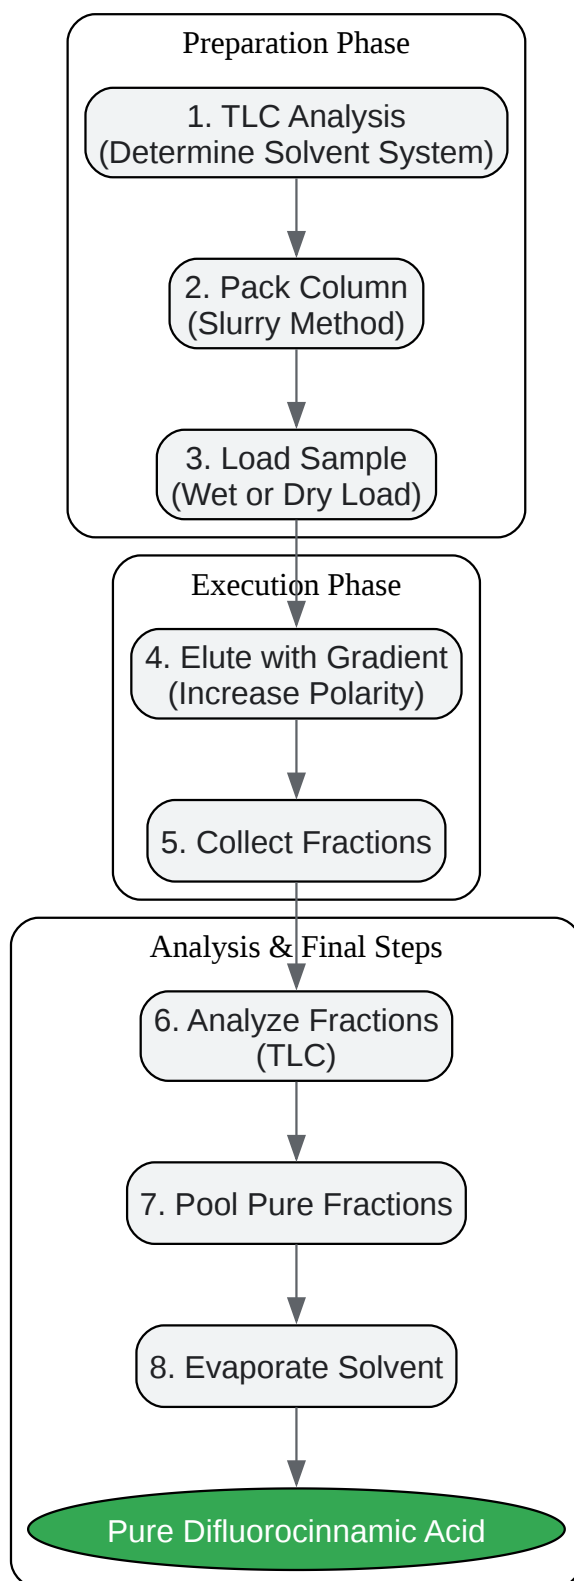 Preparation Phase
1. TLC Analysis
(Determine Solvent System)
2. Pack Column
(Slurry Method)
3. Load Sample
(Wet or Dry Load)
Execution Phase
4. Elute with Gradient
(Increase Polarity)
5. Collect Fractions
Analysis & Final Steps
6. Analyze Fractions
(TLC)
7. Pool Pure Fractions
8. Evaporate Solvent
Pure Difluorocinnamic Acid